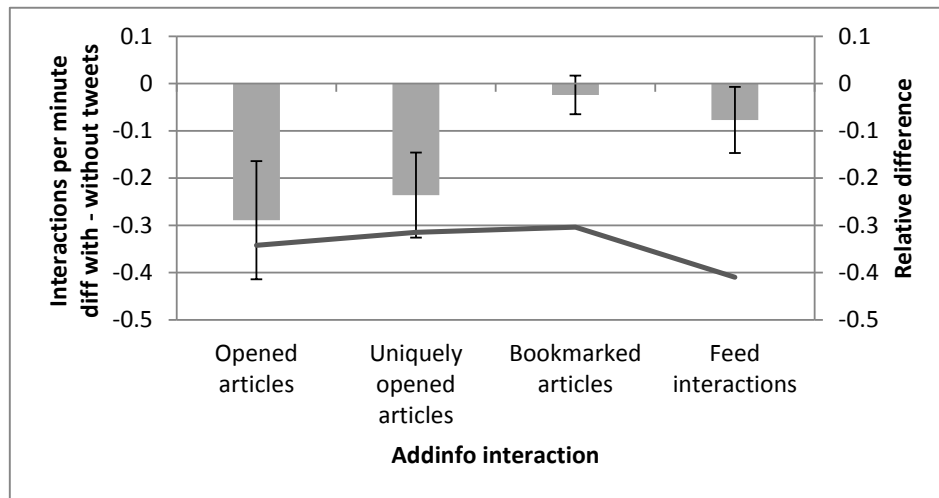 Interactions per minute
diff with - without tweets
0.1
0
-0.1
-0.2
-0.3
-0.4
-0.5
0.1
0
-0.1
-0.2
-0.3
-0.4
-0.5
Relative difference
Opened
articles
Uniquely
opened
articles
Bookmarked
articles
Feed
interactions
Addinfo interaction